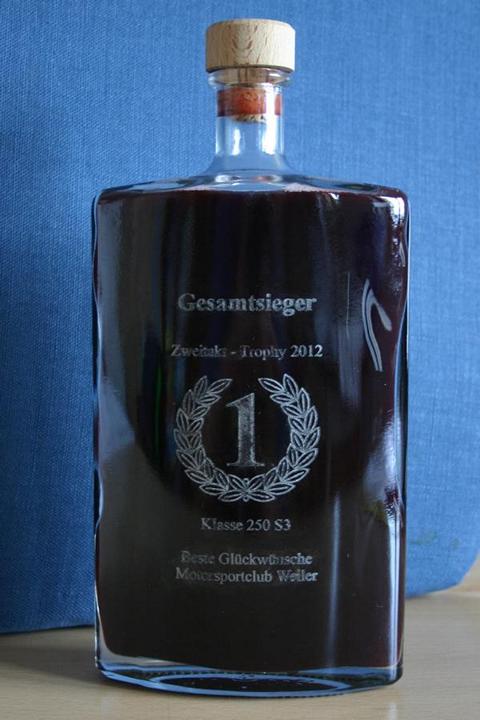 Gesamtsieger
Zweitakt - Trophy 2012
1
Klasse 250 S3
Beste Glückwünsche
Motorsportclub Weiler